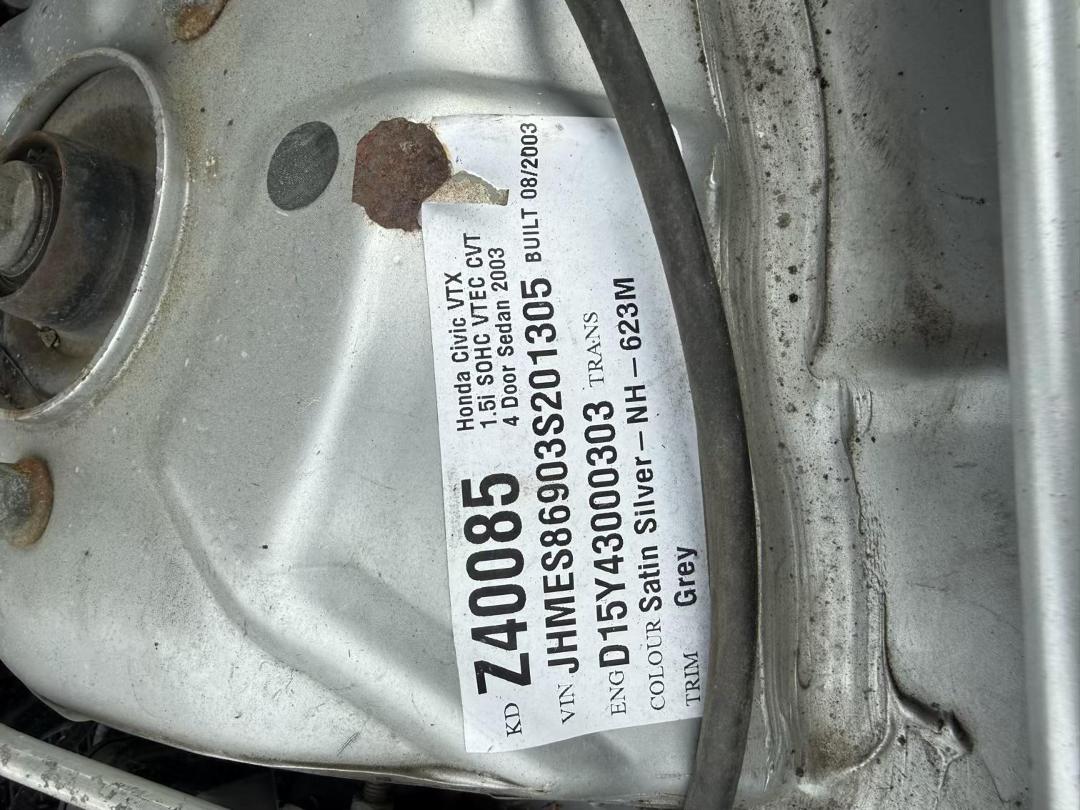 Honda Civic VTX
1.5i SOHC VTEC CVT
KD Z40085 4 Door Sedan 2003
VIN JHMES86903S201305 BUILT 08/2003
ENG D15Y43000303 TRANS
COLOUR Satin Silver – NH – 623M
TRIM Grey